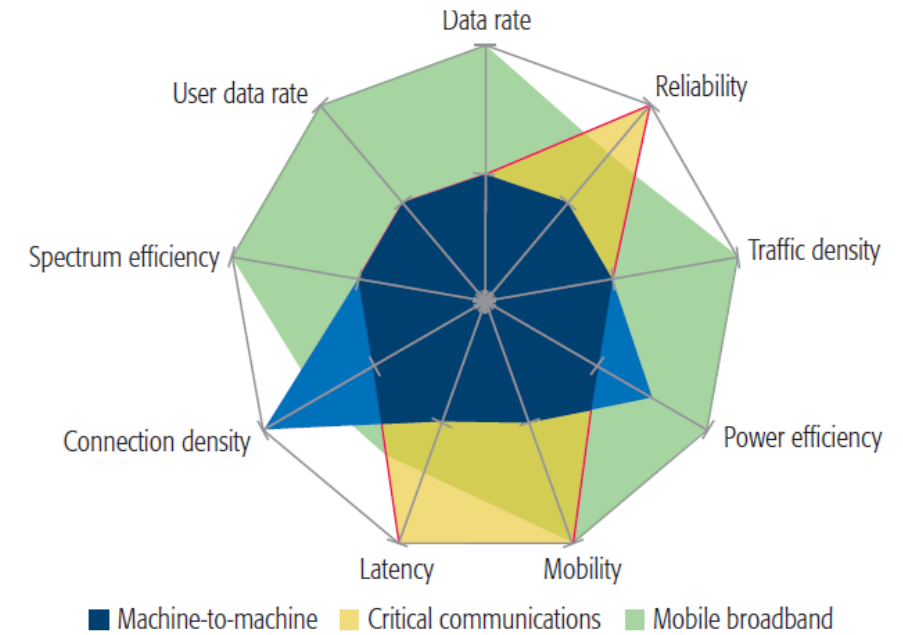 Data rate
User data rate
Reliability
Spectrum efficiency
Traffic density
Connection density
Power efficiency
Latency
Mobility
Machine-to-machine
Critical communications
Mobile broadband